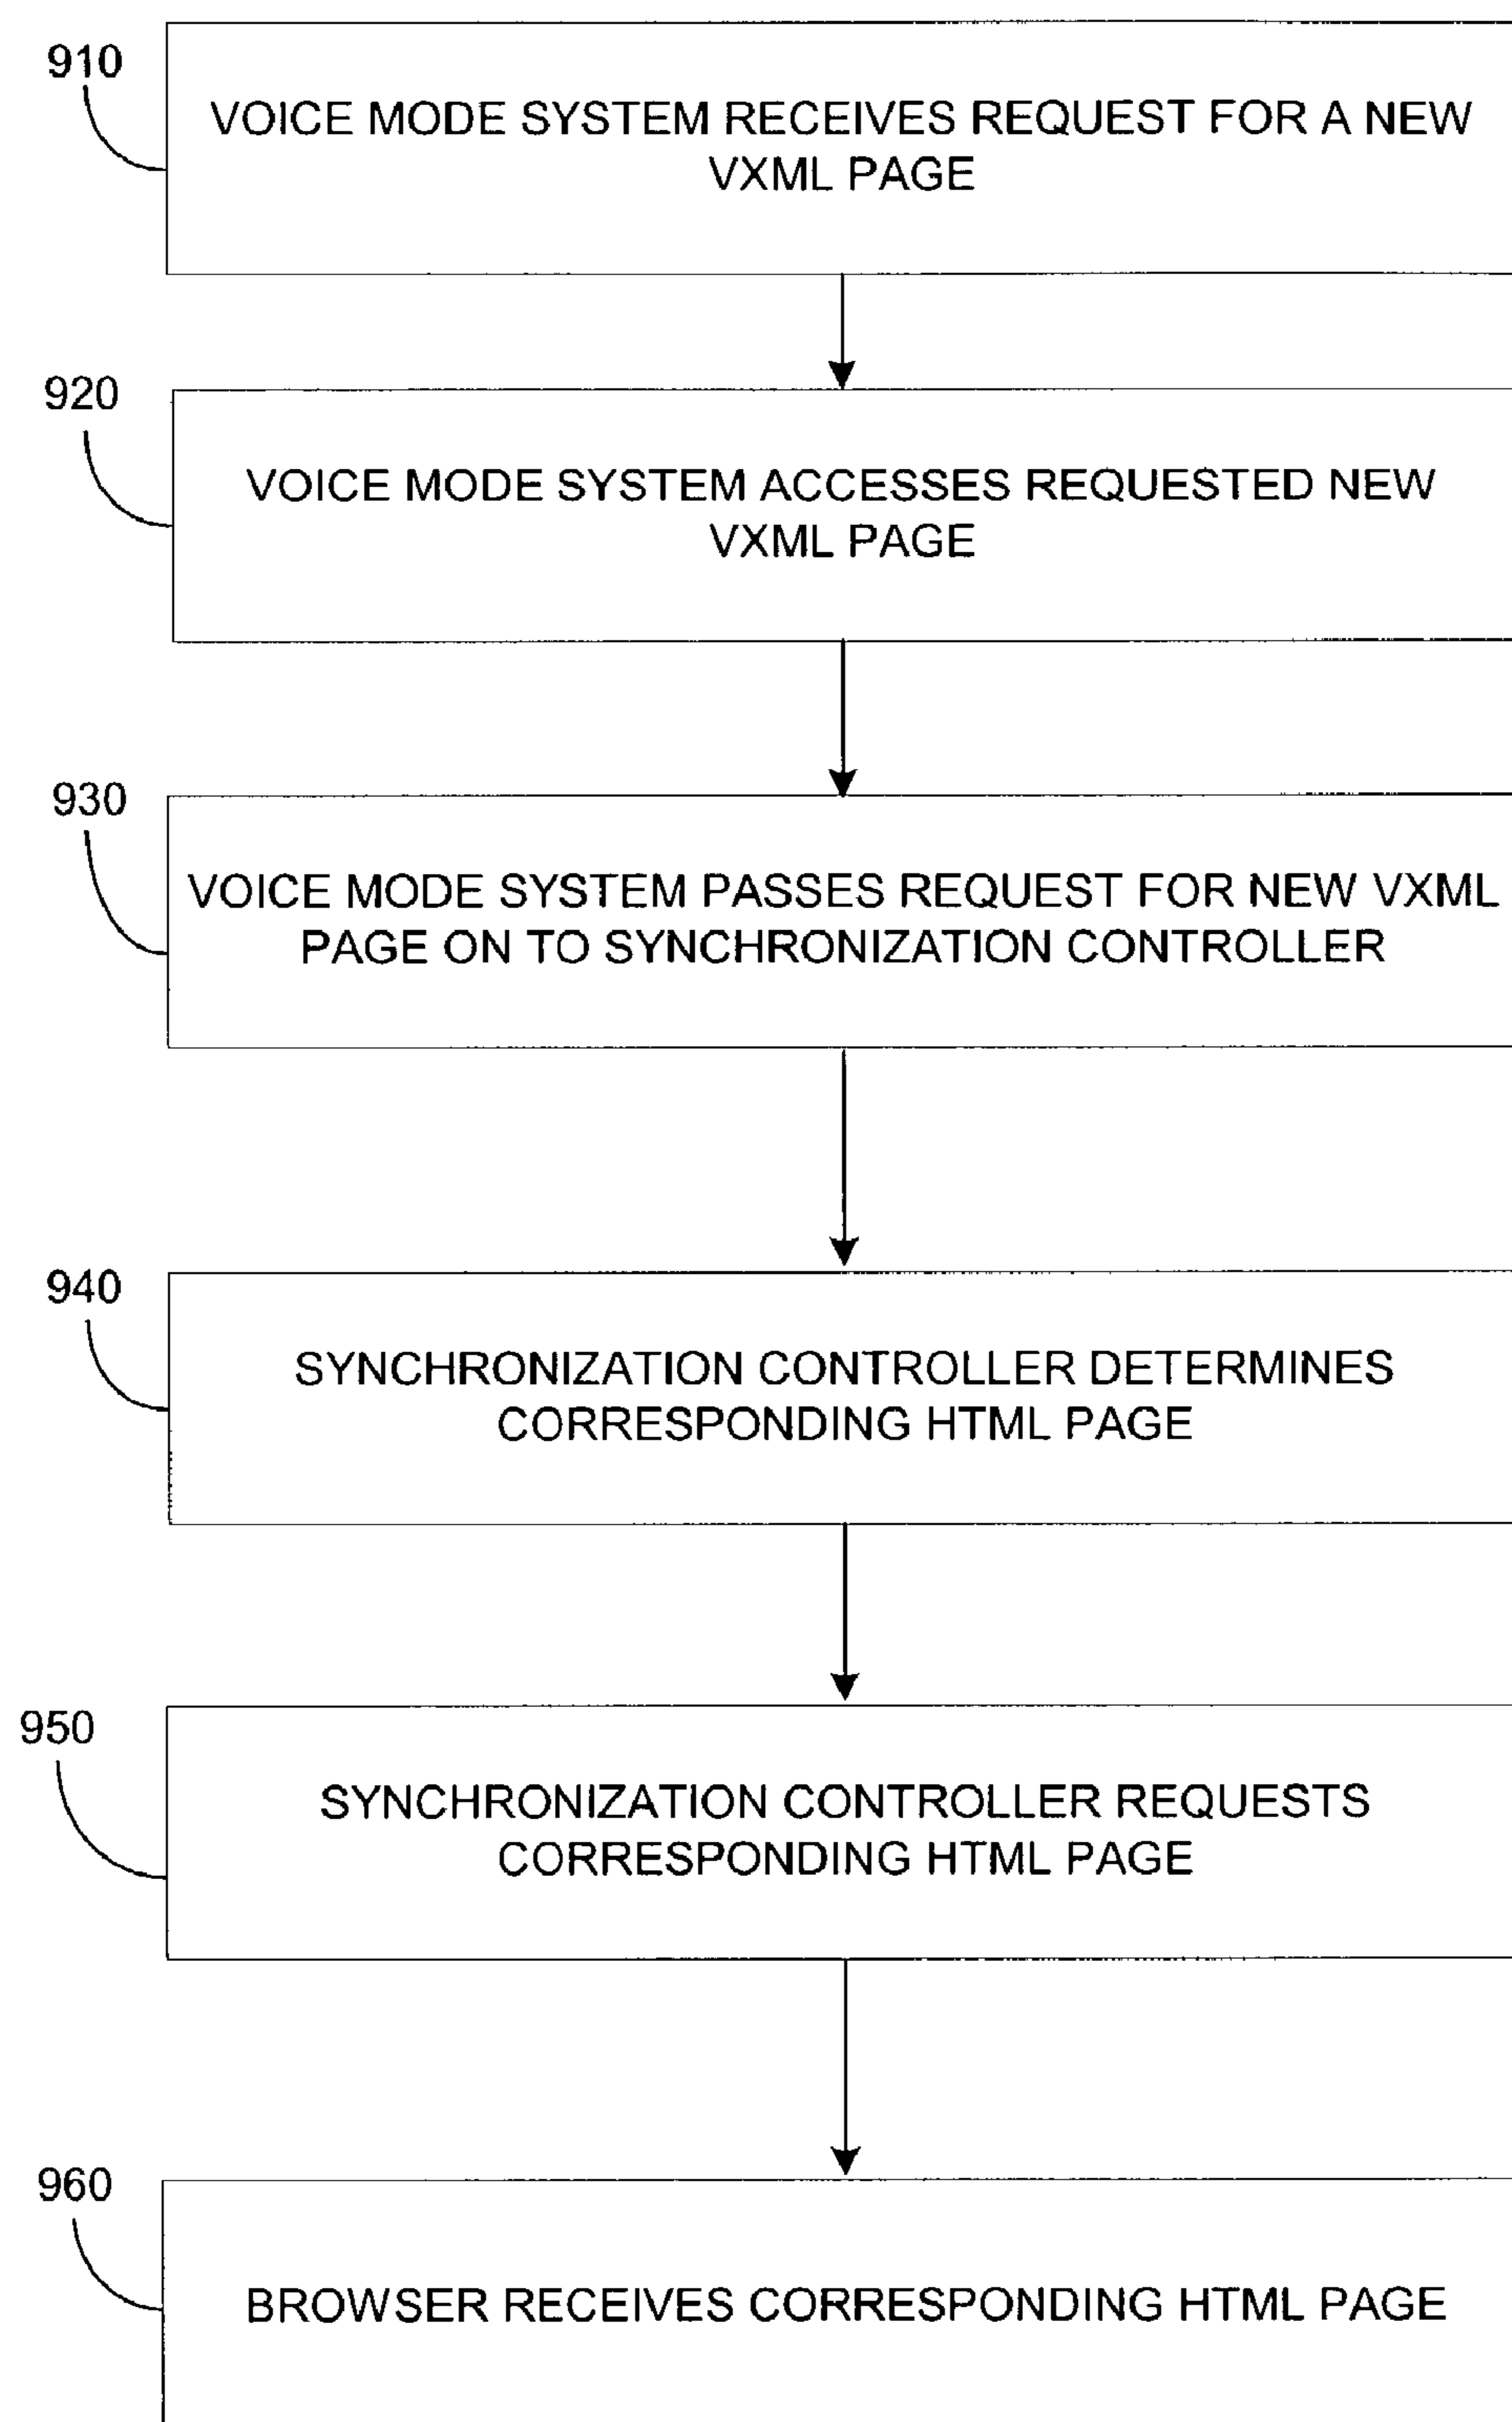 910
VOICE MODE SYSTEM RECEIVES REQUEST FOR A NEW
VXML PAGE
920
VOICE MODE SYSTEM ACCESSES REQUESTED NEW
VXML PAGE
930
VOICE MODE SYSTEM PASSES REQUEST FOR NEW VXML
PAGE ON TO SYNCHRONIZATION CONTROLLER
940
SYNCHRONIZATION CONTROLLER DETERMINES
CORRESPONDING HTML PAGE
950
SYNCHRONIZATION CONTROLLER REQUESTS
CORRESPONDING HTML PAGE
960
BROWSER RECEIVES CORRESPONDING HTML PAGE